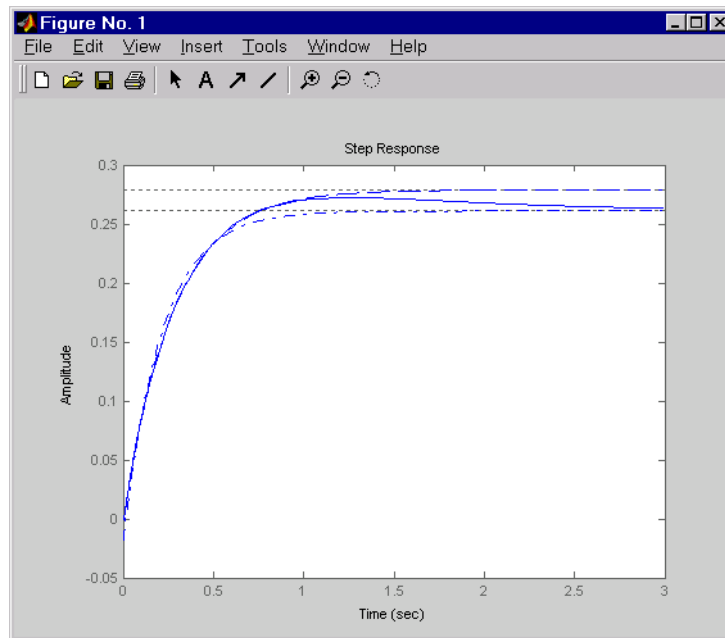 Figure No. 1
File Edit View Insert Tools Window Help
A
Step Response
0.3
0.25
0.2
0.15
0.1
0.05
0
-0.05
Amplitude
0 0.5 1 1.5 2 2.5 3
Time (sec)